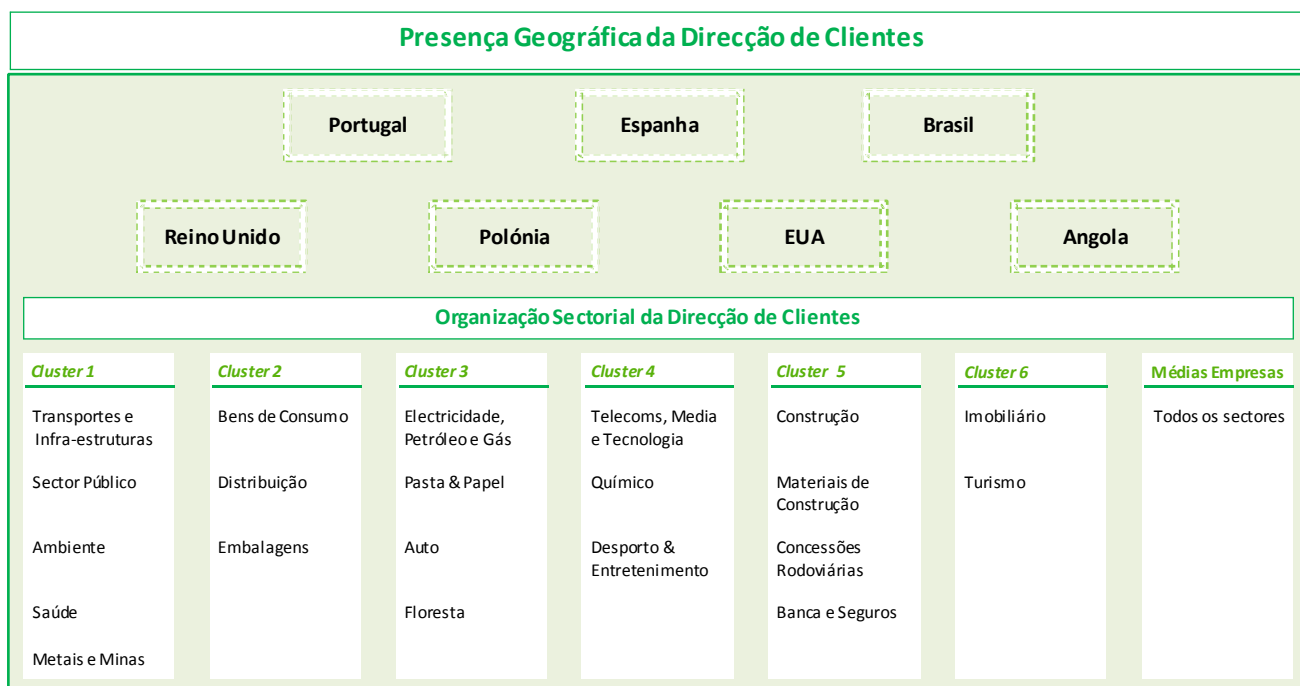 Presença Geográfica da Direcção de Clientes
Portugal
Espanha
Brasil
Reino Unido
Polónia
EUA
Angola
Organização Sectorial da Direcção de Clientes
Cluster 1
Transportes e
Infra-estruturas
Sector Público
Ambiente
Saúde
Metais e Minas
Cluster 2
Bens de Consumo
Distribuição
Embalagens
Cluster 3
Electricidade,
Petróleo e Gás
Pasta & Papel
Auto
Floresta
Cluster 4
Telecoms, Media
e Tecnologia
Químico
Desporto &
Entretenimento
Cluster 5
Construção
Materiais de
Construção
Concessões
Rodoviárias
Banca e Seguros
Cluster 6
Imobiliário
Turismo
Médias Empresas
Todos os sectores